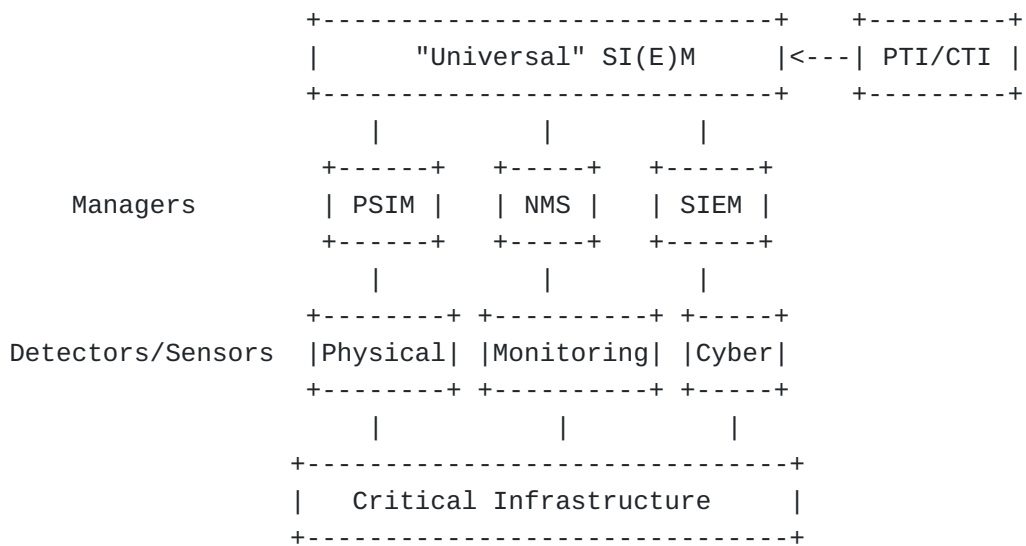 "Universal" SI(E)M |<---| PTI/CTI |
Managers | PSIM | | NMS | | SIEM |
Detectors/Sensors |Physical| |Monitoring| |Cyber|
| Critical Infrastructure |